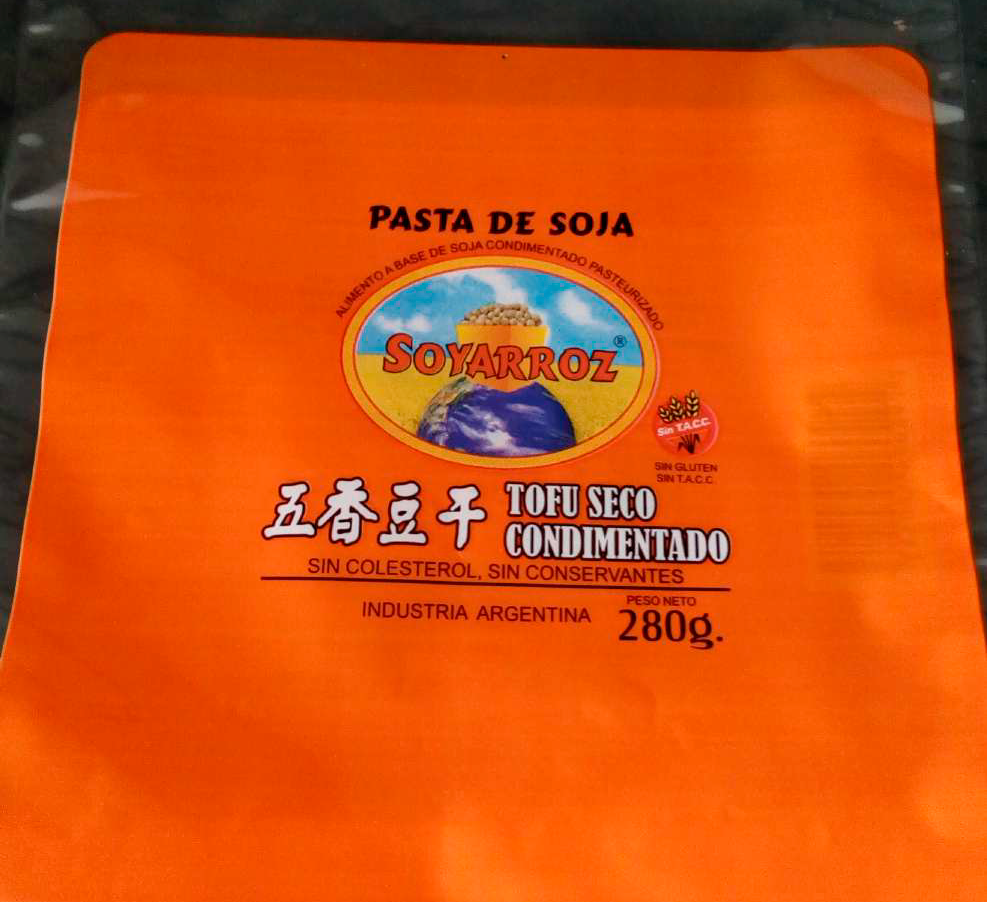 PASTA DE SOJA
ALIMENTO A BASE DE SOJA CONDIMENTADO PASTEURIZADO
SOYARROZ®
Sin T.A.C.C.
SIN GLUTEN
SIN T.A.C.C.
五香豆干
TOFU SECO
CONDIMENTADO
SIN COLESTEROL, SIN CONSERVANTES
INDUSTRIA ARGENTINA
PESO NETO
280g.